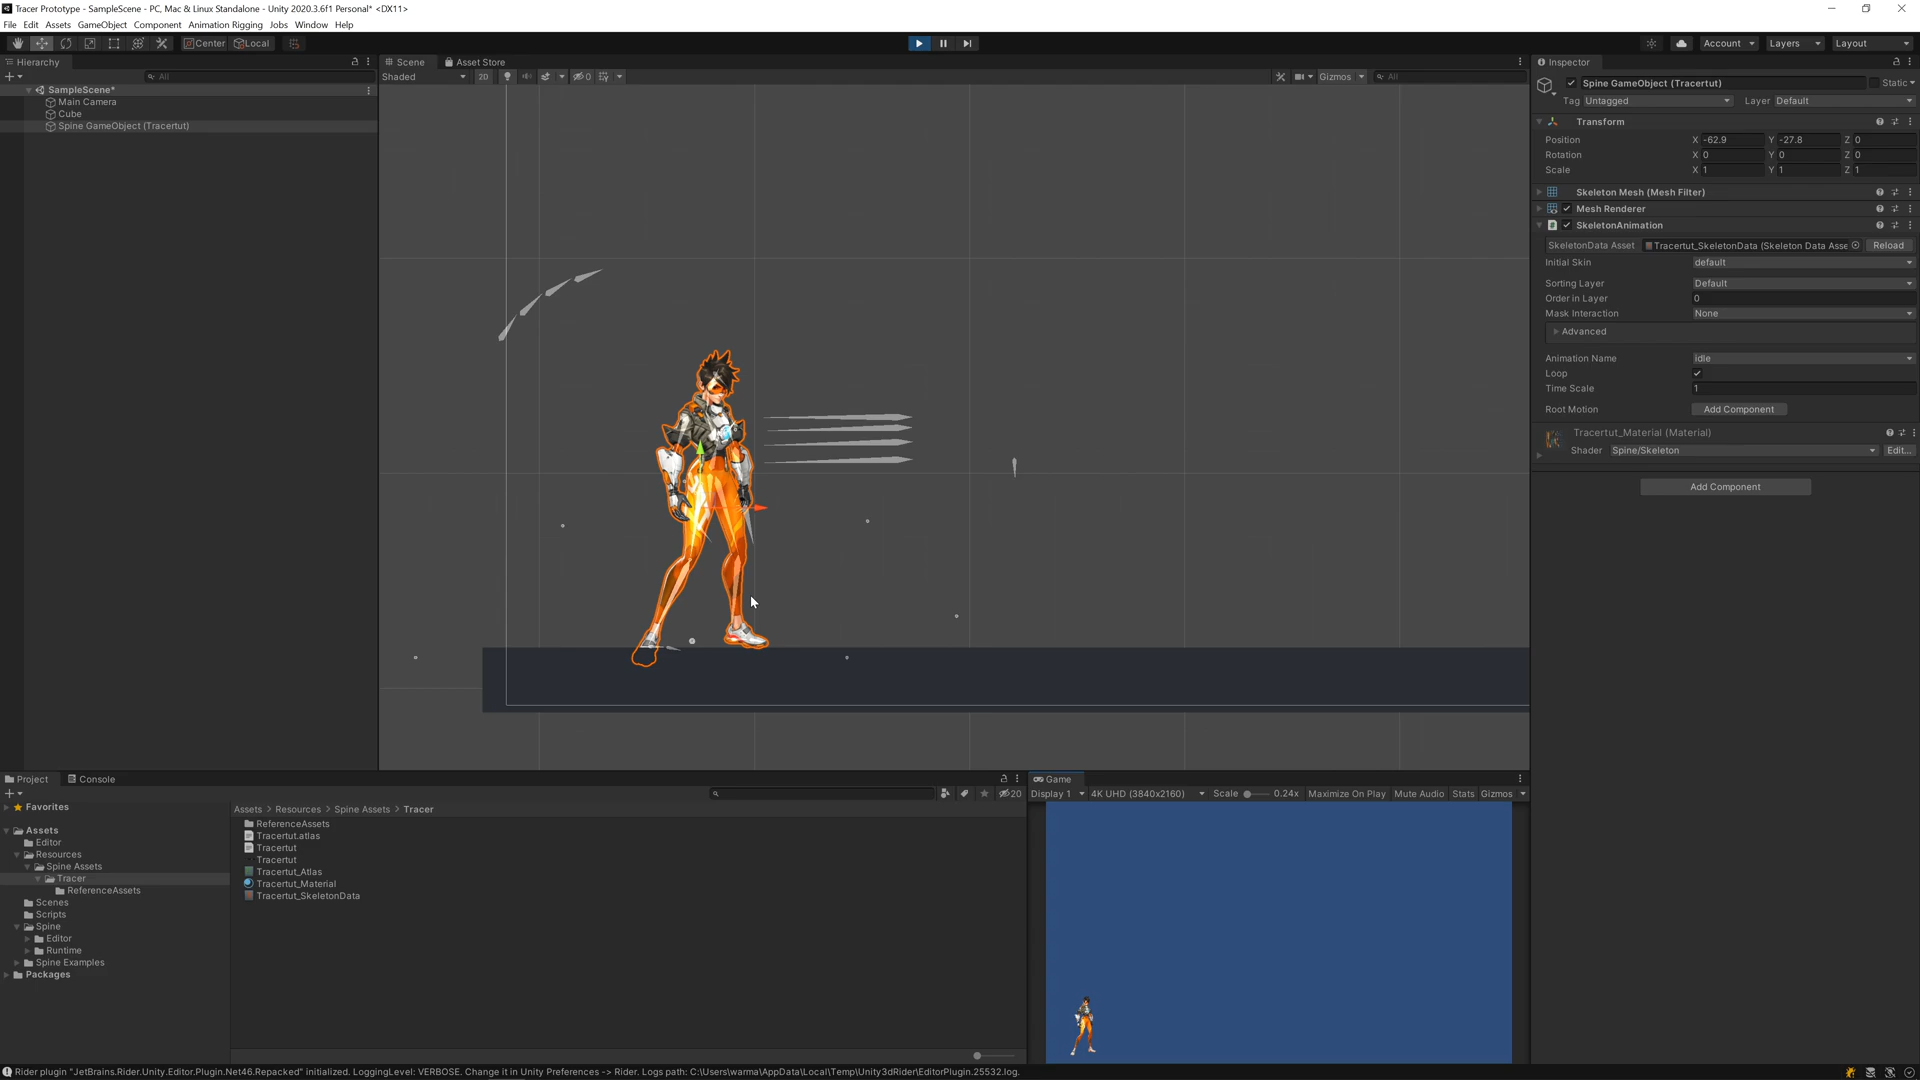 Tracer Prototype - SampleScene - PC, Mac & Linux Standalone - Unity 2020.3.6f1 Personal* <DX11>
File Edit Assets GameObject Component Animation Rigging Jobs Window Help
Center Local Account Layers Layout
Hierarchy
All
SampleScene*
Main Camera
Cube
Spine GameObject (Tracertut)
Scene Asset Store
Shaded 2D 0 Gizmos All
Inspector
Spine GameObject (Tracertut) Static
Tag Untagged Layer Default
Transform
Position X -62.9 Y -27.8 Z 0
Rotation X 0 Y 0 Z 0
Scale X 1 Y 1 Z 1
Skeleton Mesh (Mesh Filter)
Mesh Renderer
SkeletonAnimation
SkeletonData Asset Tracertut_SkeletonData (Skeleton Data Asse Reload
Initial Skin default
Sorting Layer Default
Order in Layer 0
Mask Interaction None
Advanced
Animation Name idle
Loop
Time Scale 1
Root Motion Add Component
Tracertut_Material (Material)
Shader Spine/Skeleton Edit...
Add Component
Project Console
20
Favorites
Assets
Editor
Resources
Spine Assets
Tracer
ReferenceAssets
Scenes
Scripts
Spine
Editor
Runtime
Spine Examples
Packages
Assets > Resources > Spine Assets > Tracer
ReferenceAssets
Tracertut.atlas
Tracertut
Tracertut
Tracertut_Atlas
Tracertut_Material
Tracertut_SkeletonData
Game
Display 1 4K UHD (3840x2160) Scale 0.24x Maximize On Play Mute Audio Stats Gizmos
Rider plugin "JetBrains.Rider.Unity.Editor.Plugin.Net46.Repacked" initialized. LoggingLevel: VERBOSE. Change it in Unity Preferences -> Rider. Logs path: C:\Users\warma\AppData\Local\Temp\Unity3dRider\EditorPlugin.25532.log.